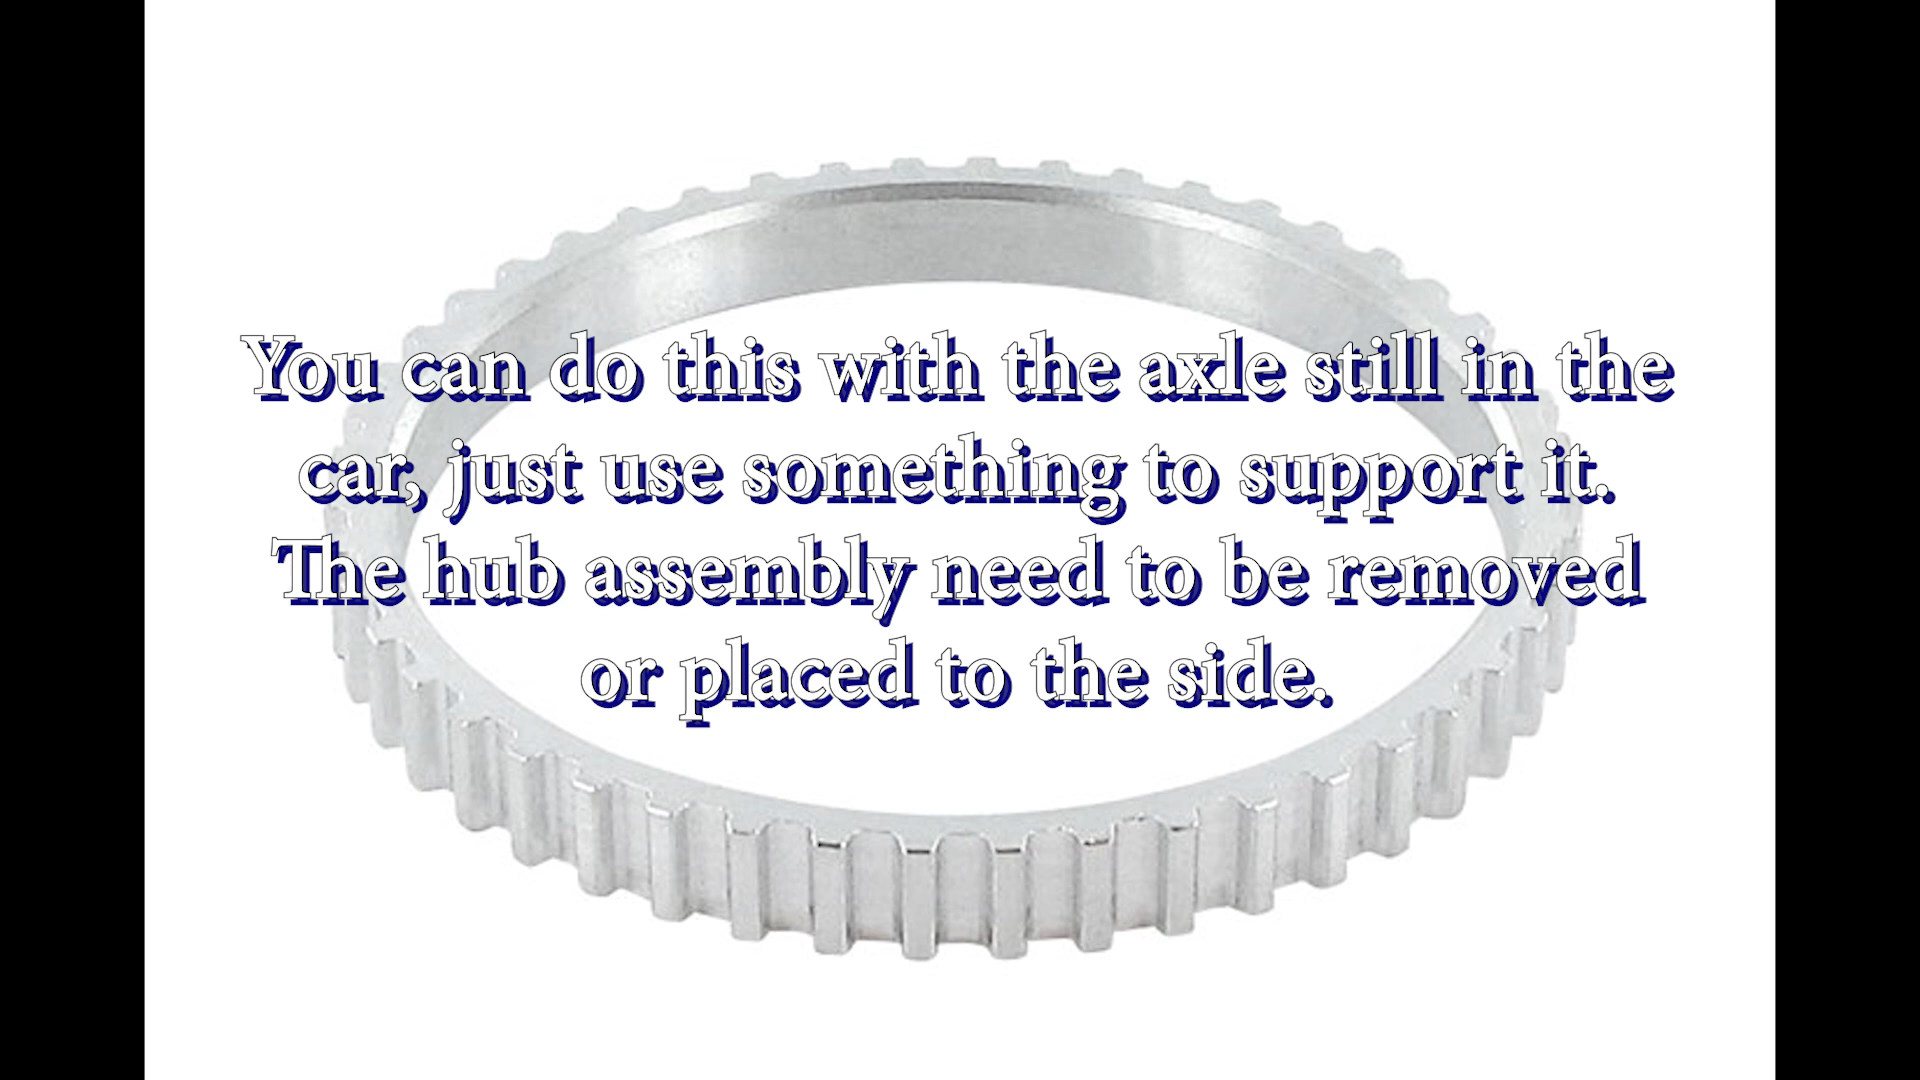 You can do this with the axle still in the
car, just use something to support it.
The hub assembly need to be removed
or placed to the side.